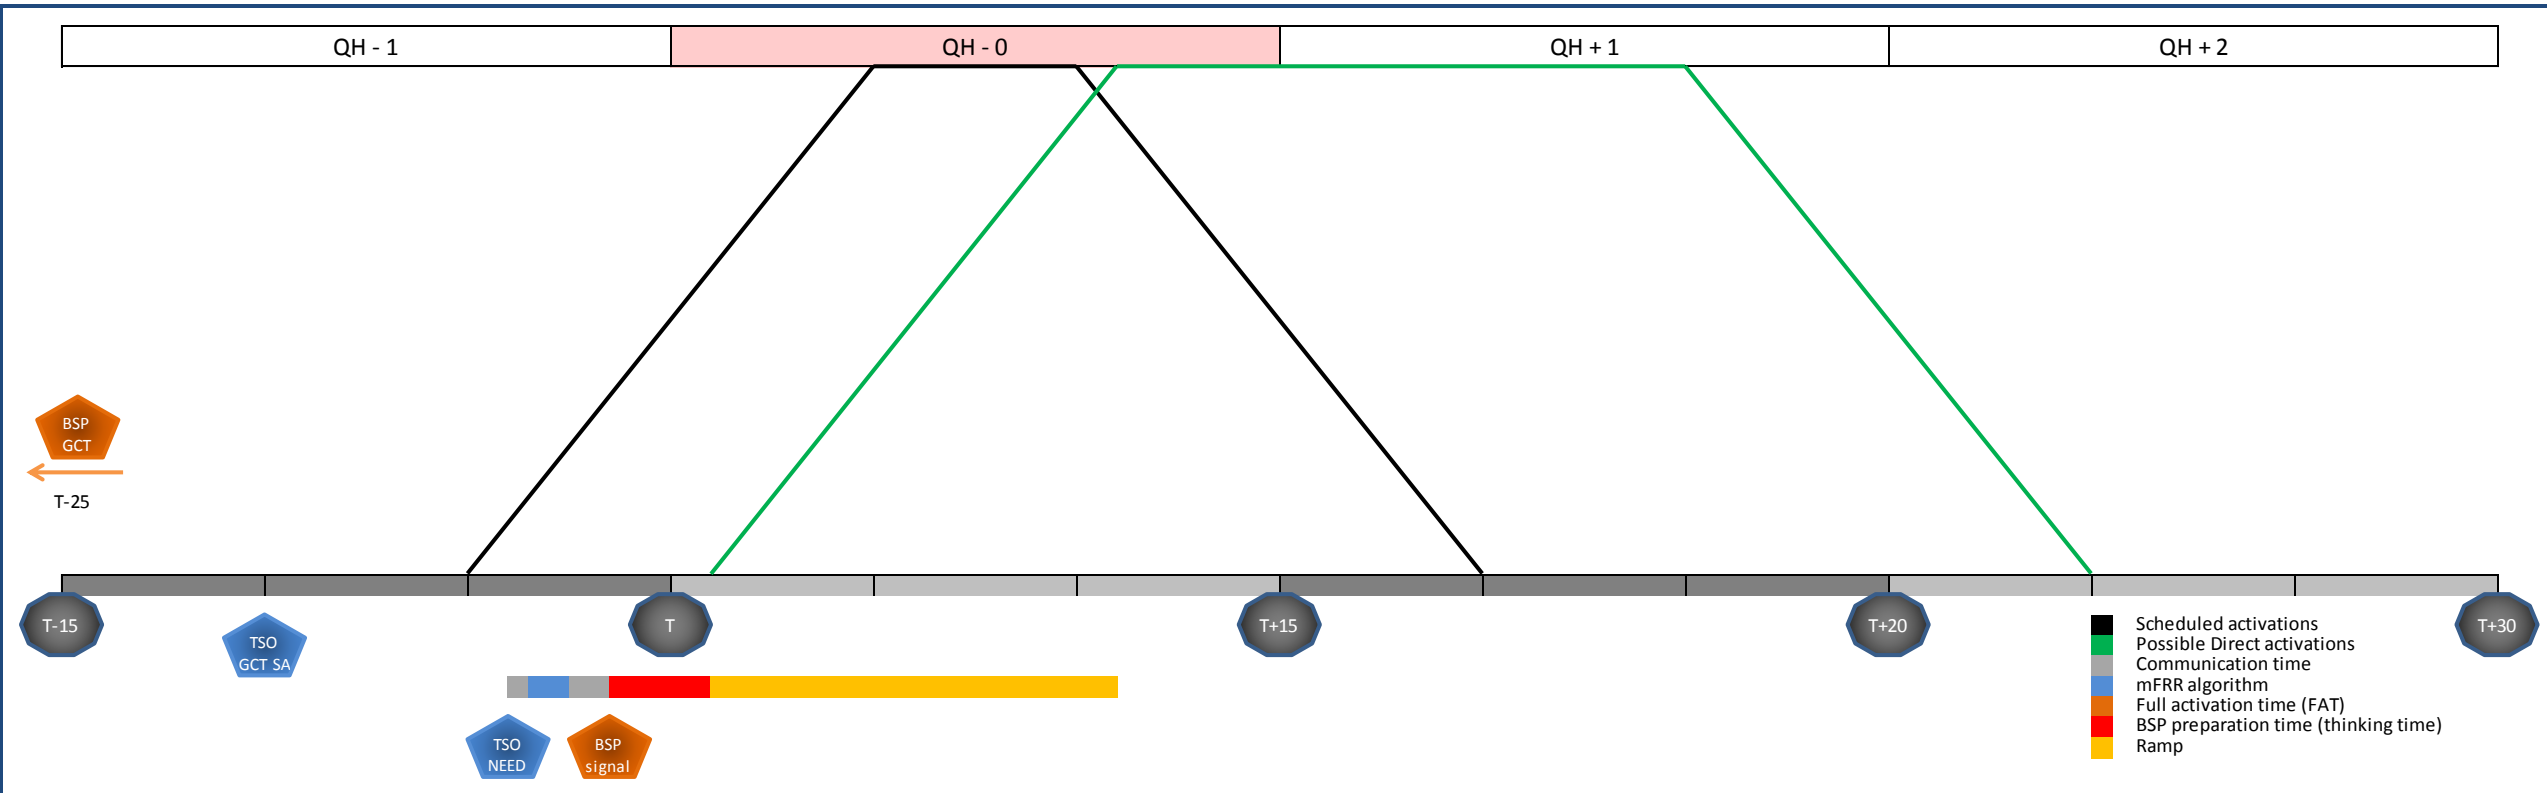 QH - 1
QH - 0
QH + 1
QH + 2
BSP
GCT
T-25
T-15
T
T+15
T+20
T+30
TSO
GCT SA
TSO
NEED
BSP
signal
Scheduled activations
Possible Direct activations
Communication time
mFRR algorithm
Full activation time (FAT)
BSP preparation time (thinking time)
Ramp